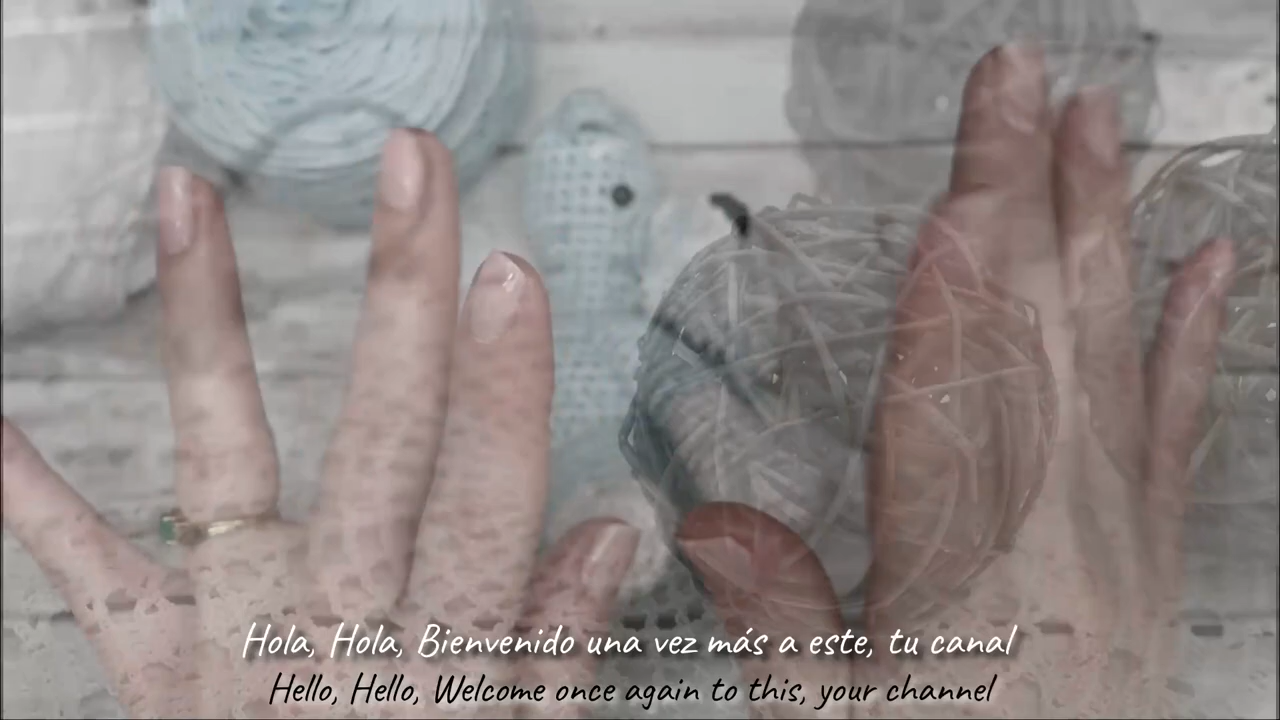 Hola, Hola, Bienvenido una vez más a este, tu canal
Hello, Hello, Welcome once again to this, your channel